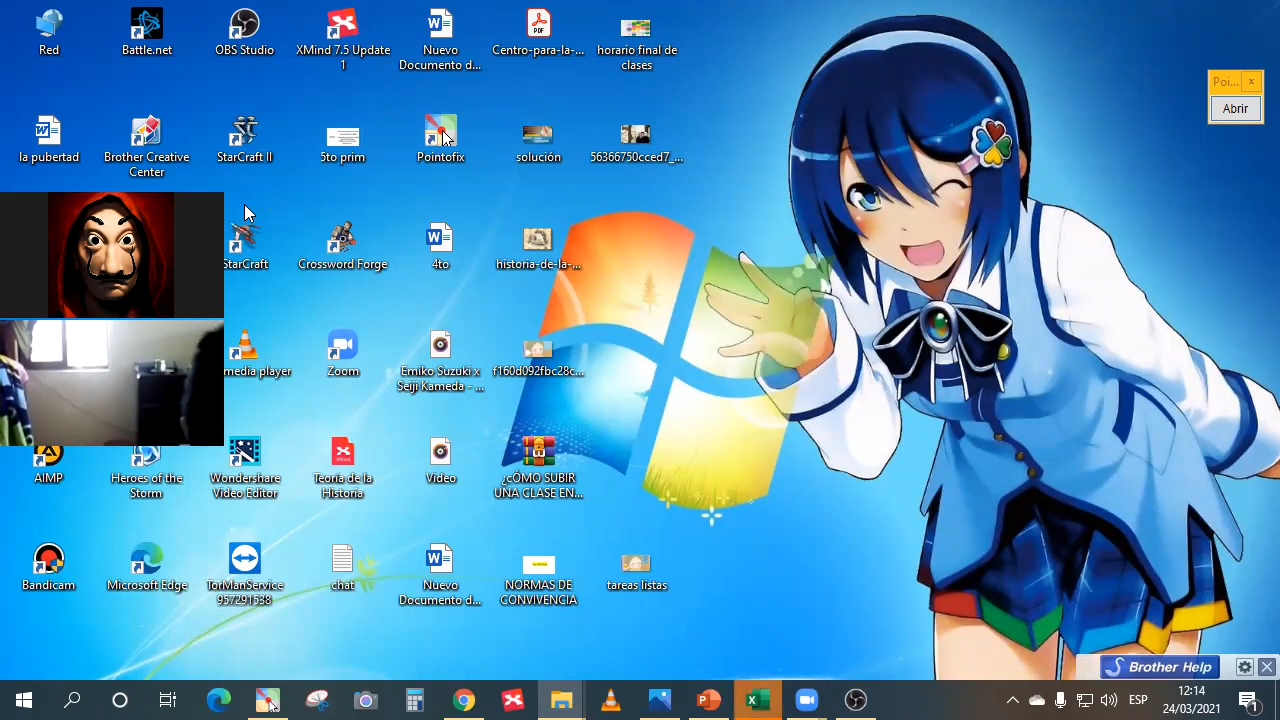 Red
Battle.net
OBS Studio
XMind 7.5 Update
1
Nuevo
Documento d...
Centro-para-la-...
horario final de
clases
Poi...
Abrir
la pubertad
Brother Creative
Center
StarCraft II
5to prim
Pointofix
solución
56366750cced7_...
StarCraft
Crossword Forge
4to
historia-de-la-...
media player
Zoom
Emiko Suzuki x
Seiji Kameda - ...
f160d092fbc28c...
AIMP
Heroes of the
Storm
Wondershare
Video Editor
Teoria de la
Historia
Video
¿cÓMO SUBIR
UNA CLASE EN...
Bandicam
Microsoft Edge
TorManService
957291538
chat
Nuevo
Documento d...
NORMAS DE
CONVIVENCIA
tareas listas
Brother Help
ESP
12:14
24/03/2021
1